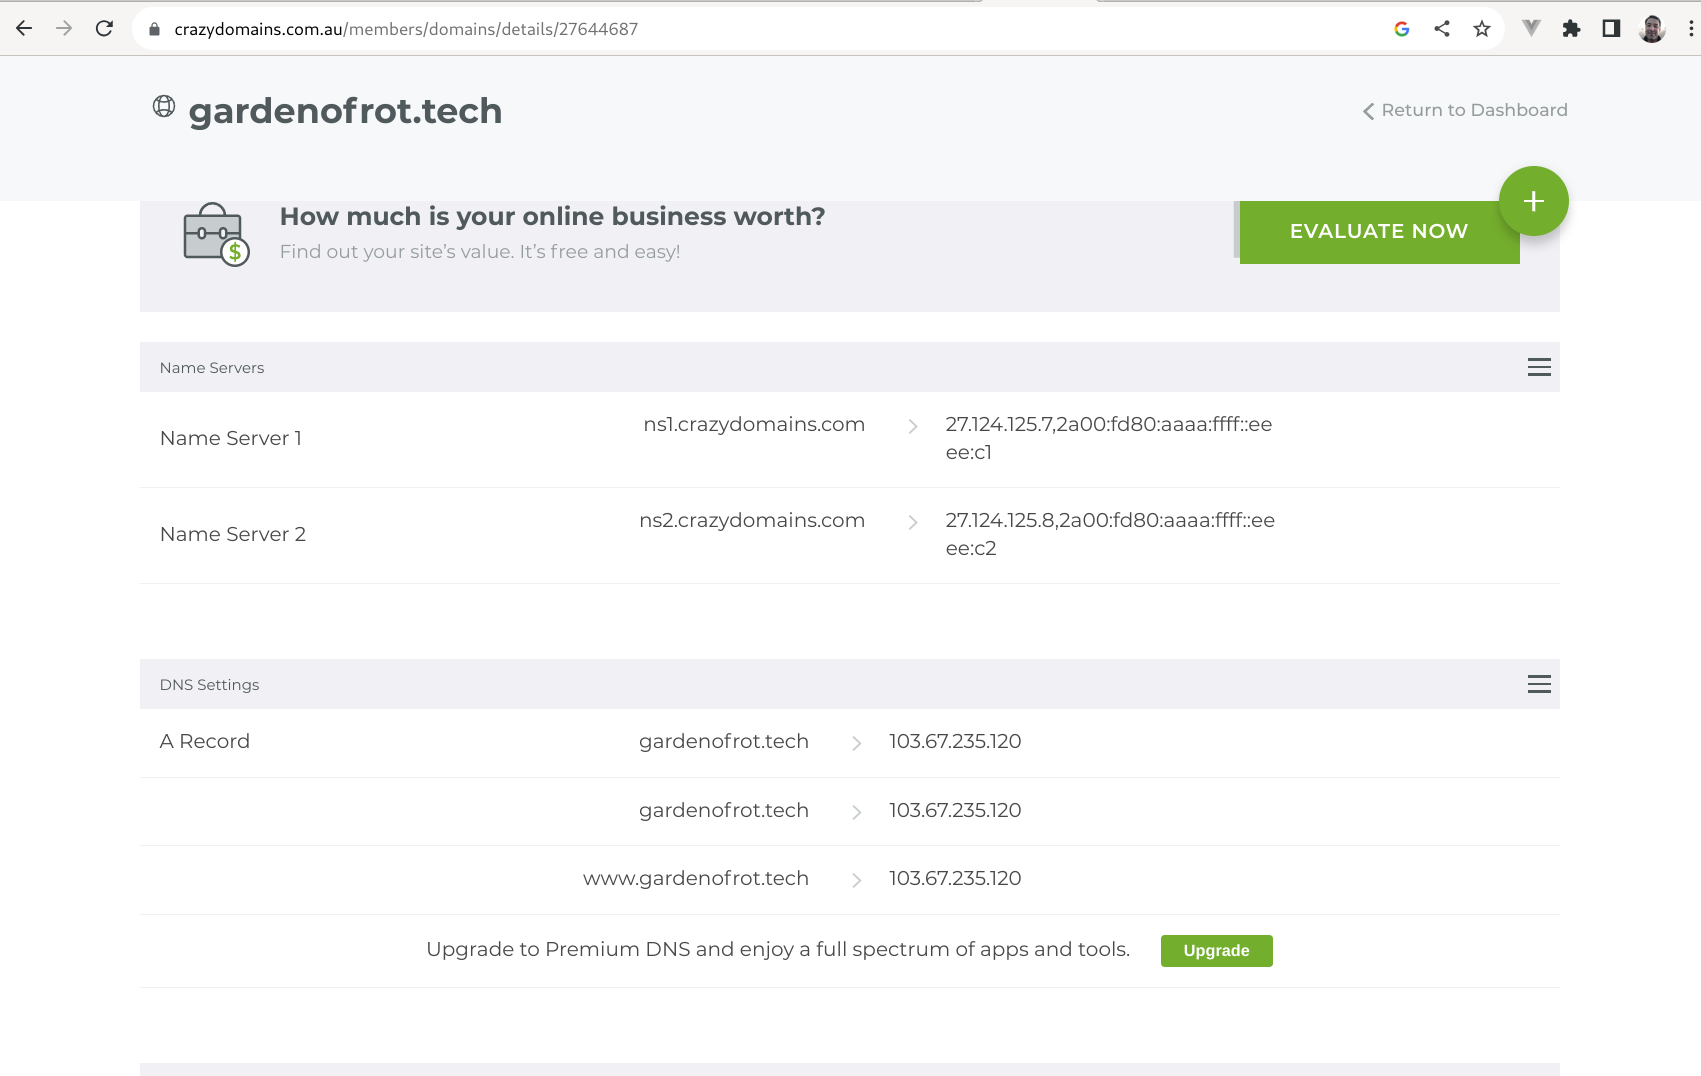 crazydomains.com.au/members/domains/details/27644687
gardenofrot.tech
Return to Dashboard
+
How much is your online business worth?
Find out your site's value. It's free and easy!
$
EVALUATE NOW
Name Servers
Name Server 1
ns1.crazydomains.com
27.124.125.7,2a00:fd80:aaaa:ffff::ee
ee:c1
Name Server 2
ns2.crazydomains.com
27.124.125.8,2a00:fd80:aaaa:ffff::ee
ee:c2
DNS Settings
A Record
gardenofrot.tech
103.67.235.120
gardenofrot.tech
103.67.235.120
www.gardenofrot.tech
103.67.235.120
Upgrade to Premium DNS and enjoy a full spectrum of apps and tools.
Upgrade